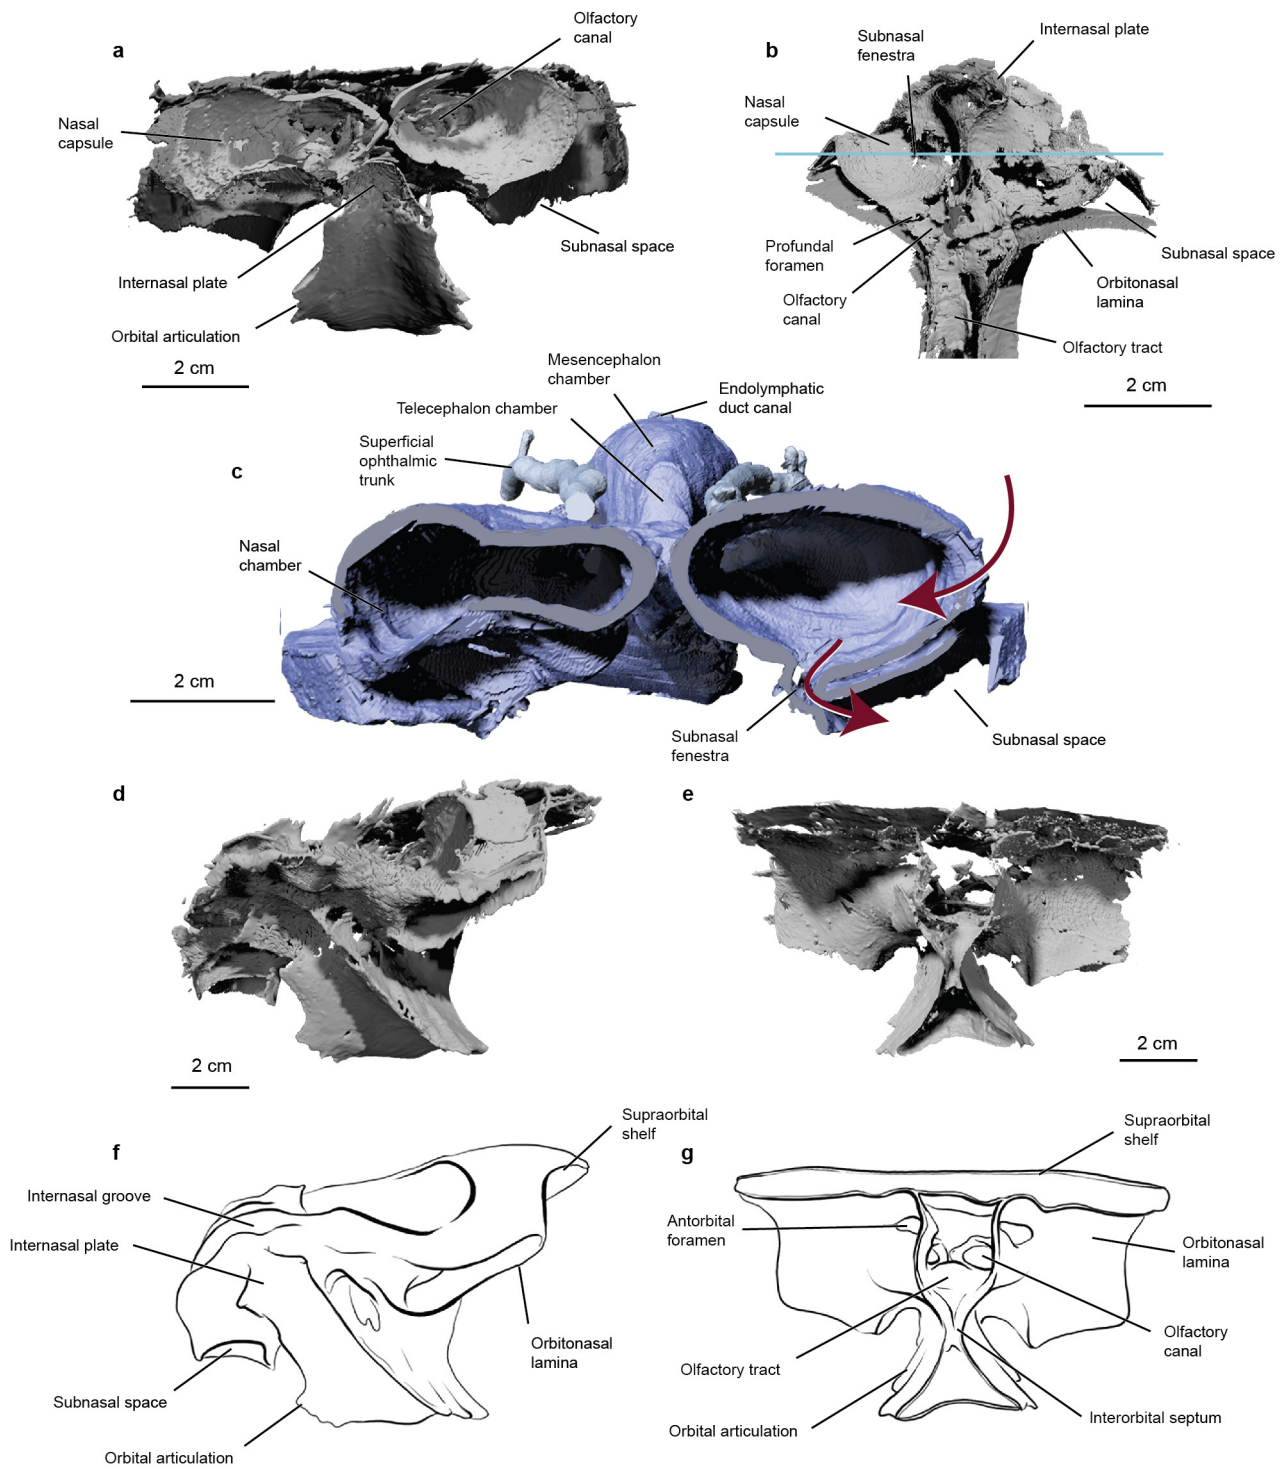 a
Olfactory
canal
Nasal
capsule
Internasal plate
Orbital articulation
Subnasal space
2 cm
b
Subnasal
fenestra
Internasal plate
Nasal
capsule
Profundal
foramen
Olfactory
canal
Subnasal space
Orbitonasal
lamina
Olfactory tract
2 cm
c
Mesencephalon
chamber
Endolymphatic
duct canal
Telecephalon chamber
Superficial
ophthalmic
trunk
Nasal
chamber
2 cm
Subnasal
fenestra
Subnasal space
d
2 cm
e
2 cm
f
Supraorbital
shelf
Internasal groove
Internasal plate
Orbitonasal
lamina
Subnasal space
Orbital articulation
g
Supraorbital
shelf
Antorbital
foramen
Orbitonasal
lamina
Olfactory
canal
Olfactory tract
Orbital articulation
Interorbital septum